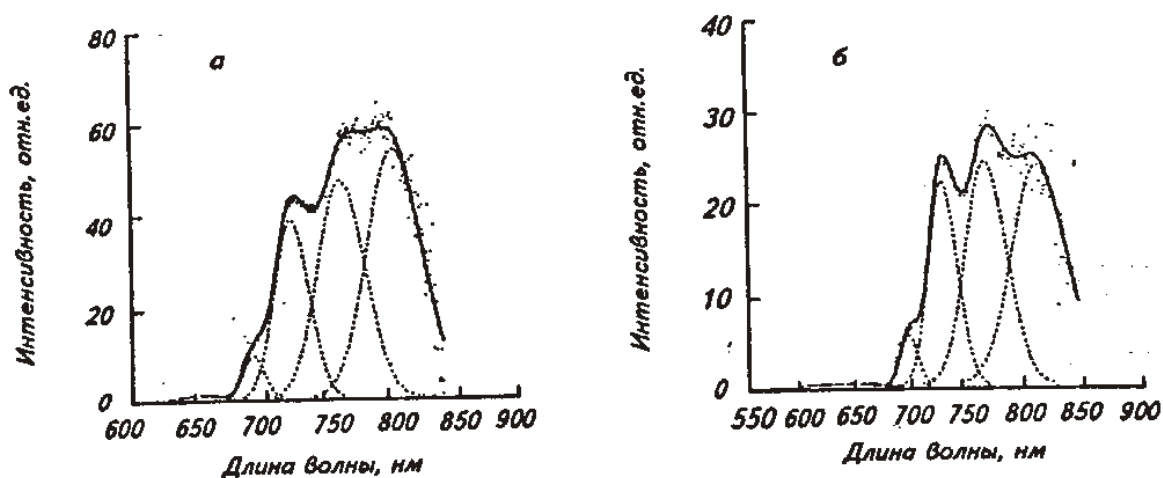 а
Интенсивность, отн.ед.
80
60
40
20
0
600 650 700 750 800 850 900
Длина волны, нм
б
Интенсивность, отн.ед.
40
30
20
10
0
550 600 650 700 750 800 850 900
Длина волны, нм